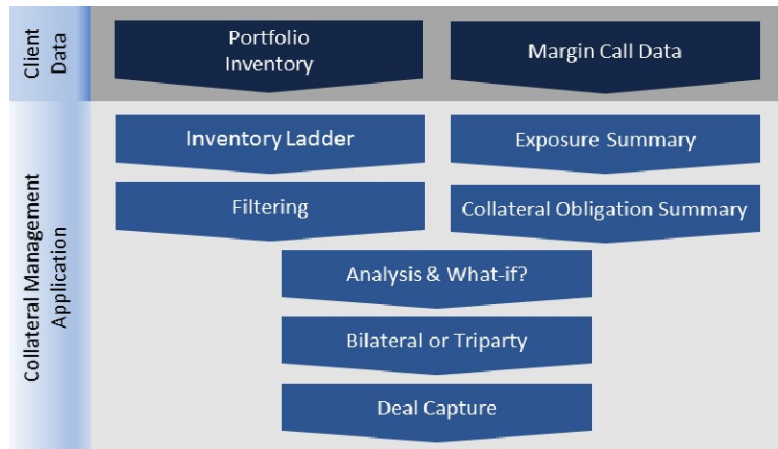 Client
Data
Portfolio
Inventory
Margin Call Data
Collateral Management
Application
Inventory Ladder
Exposure Summary
Filtering
Collateral Obligation Summary
Analysis & What-if?
Bilateral or Triparty
Deal Capture